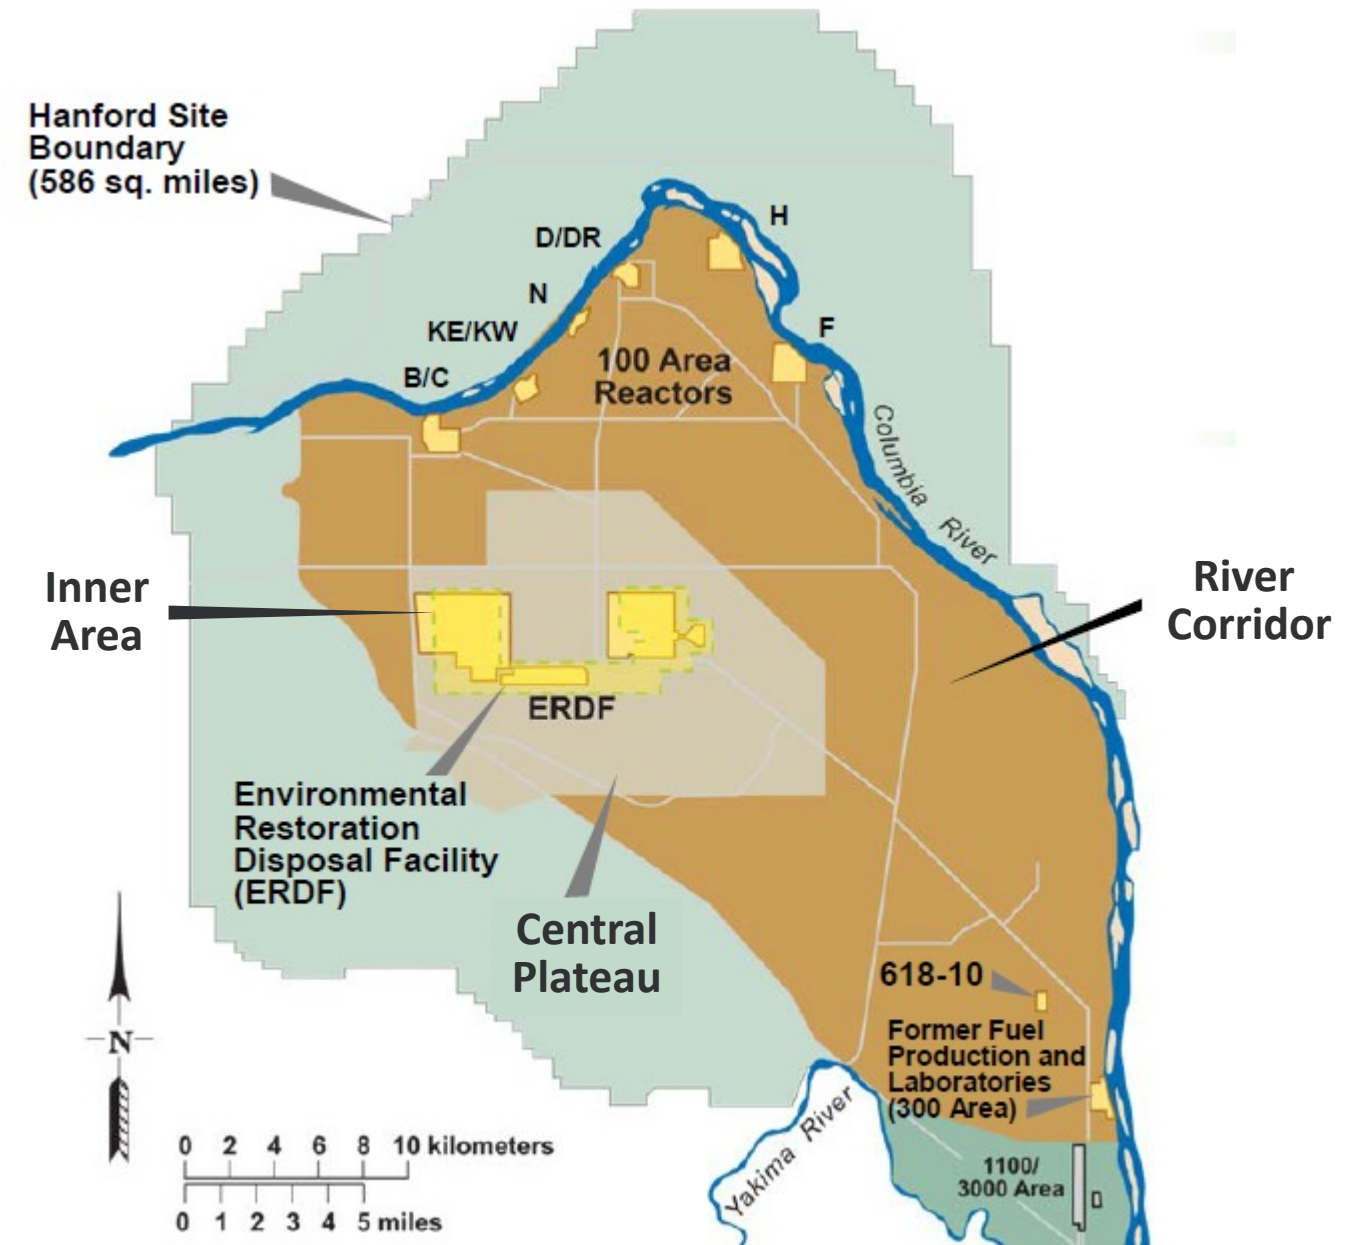 Hanford Site
Boundary
(586 sq. miles)
H
D/DR
N
F
KE/KW
100 Area
Reactors
B/C
Columbia River
Inner
Area
River
Corridor
ERDF
Environmental
Restoration
Disposal Facility
(ERDF)
Central
Plateau
618-10
Former Fuel
Production and
Laboratories
(300 Area)
N
Yakima River
1100/
3000 Area
0 2 4 6 8 10 kilometers
0 1 2 3 4 5 miles